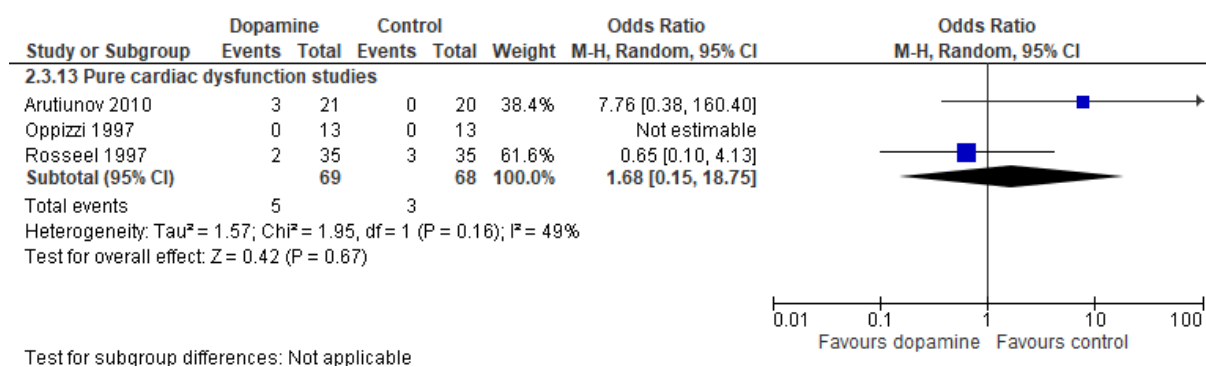 Dopamine Control Odds Ratio Odds Ratio
Study or Subgroup Events Total Events Total Weight M-H, Random, 95% CI M-H, Random, 95% CI
2.3.13 Pure cardiac dysfunction studies
Arutiunov 2010 3 21 0 20 38.4% 7.76 [0.38, 160.40]
Oppizzi 1997 0 13 0 13 Not estimable
Rosseel 1997 2 35 3 35 61.6% 0.65 [0.10, 4.13]
Subtotal (95% CI) 69 68 100.0% 1.68 [0.15, 18.75]
Total events 5 3
Heterogeneity: Tau² = 1.57; Chi² = 1.95, df = 1 (P = 0.16); I² = 49%
Test for overall effect: Z = 0.42 (P = 0.67)
0.01 0.1 1 10 100
Favours dopamine Favours control
Test for subgroup differences: Not applicable